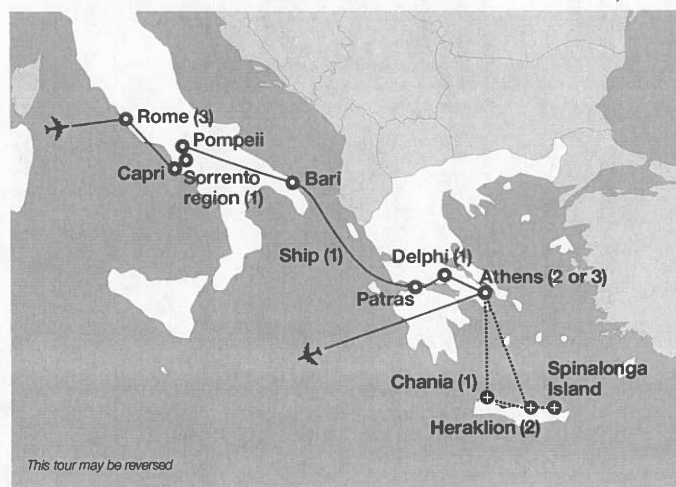 Rome (3)
Pompeii
Capri
Sorrento
region (1)
Bari
Ship (1)
Delphi (1)
Athens (2 or 3)
Patras
Chania (1)
Spinalonga
Island
Heraklion (2)
This tour may be reversed